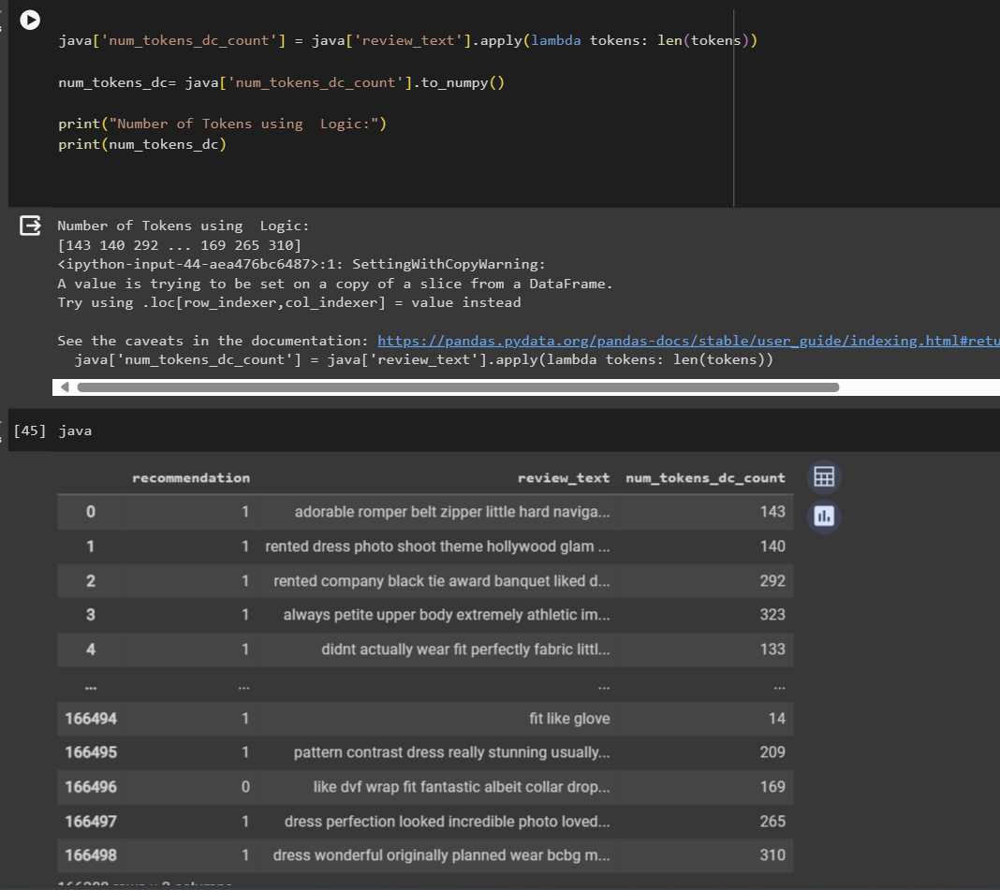 java['num_tokens_dc_count'] = java['review_text'].apply(lambda tokens: len(tokens))
num_tokens_dc= java['num_tokens_dc_count'].to_numpy()
print("Number of Tokens using  Logic:")
print(num_tokens_dc)
Number of Tokens using  Logic:
[143 140 292 ... 169 265 310]
<ipython-input-44-aea476bc6487>:1: SettingWithCopyWarning:
A value is trying to be set on a copy of a slice from a DataFrame.
Try using .loc[row_indexer,col_indexer] = value instead
See the caveats in the documentation: https://pandas.pydata.org/pandas-docs/stable/user_guide/indexing.html#retu
java['num_tokens_dc_count'] = java['review_text'].apply(lambda tokens: len(tokens))
[45] java
recommendation review_text num_tokens_dc_count
0 1 adorable romper belt zipper little hard naviga... 143
1 1 rented dress photo shoot theme hollywood glam ... 140
2 1 rented company black tie award banquet liked d... 292
3 1 always petite upper body extremely athletic im... 323
4 1 didnt actually wear fit perfectly fabric littl... 133
... ... ... ...
166494 1 fit like glove 14
166495 1 pattern contrast dress really stunning usually... 209
166496 0 like dvf wrap fit fantastic albeit collar drop... 169
166497 1 dress perfection looked incredible photo loved... 265
166498 1 dress wonderful originally planned wear bcbg m... 310